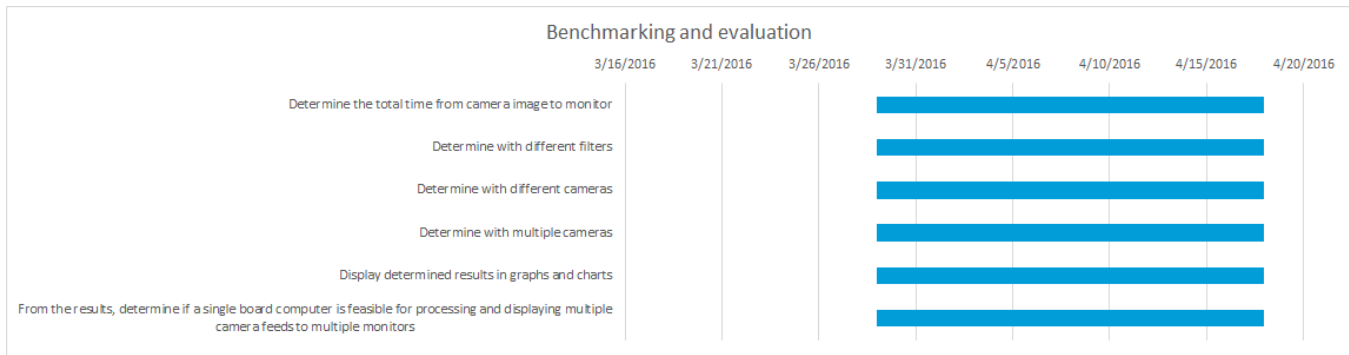 Benchmarking and evaluation
3/16/2016 3/21/2016 3/26/2016 3/31/2016 4/5/2016 4/10/2016 4/15/2016 4/20/2016
Determine the total time from camera image to monitor
Determine with different filters
Determine with different cameras
Determine with multiple cameras
Display determined results in graphs and charts
From the results, determine if a single board computer is feasible for processing and displaying multiple
camera feeds to multiple monitors